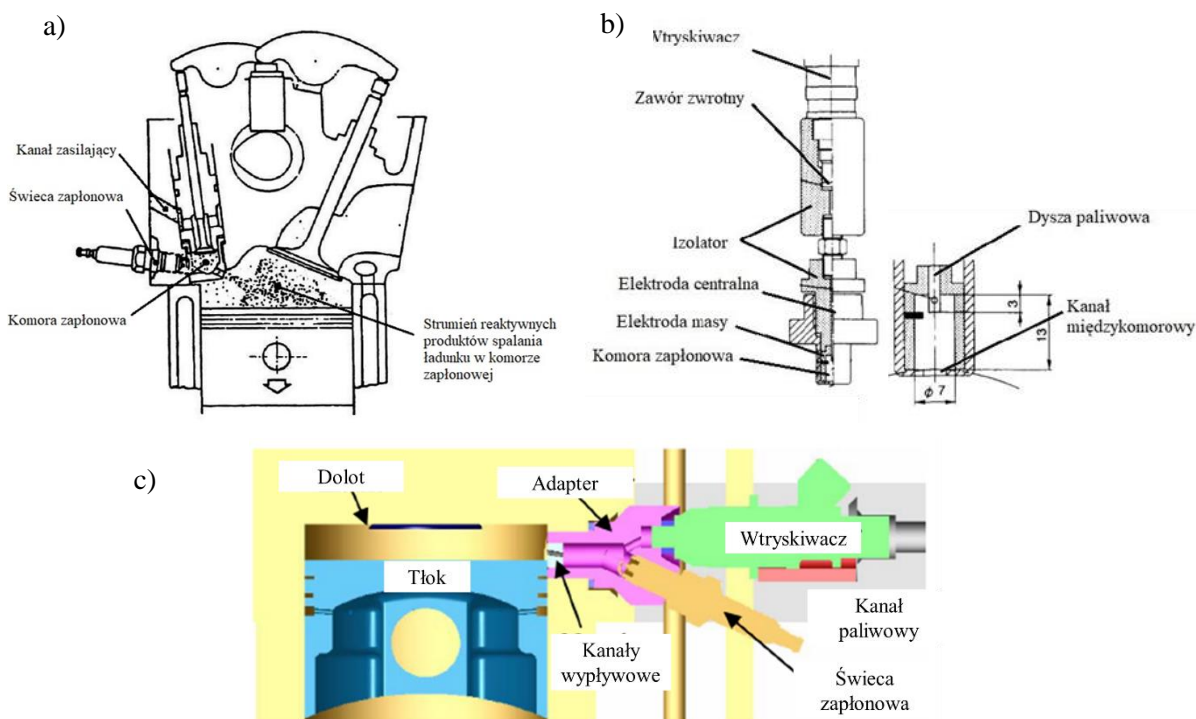 a)
Kanał zasilający
Świeca zapłonowa
Komora zapłonowa
Strumień reaktywnych
produktów spalania
ładunku w komorze
zapłonowej
b)
Wtryskiwacz
Zawór zwrotny
Izolator
Elektroda centralna
Elektroda masy
Komora zapłonowa
Dysza paliwowa
3
13
Kanał
międzykomorowy
ϕ 7
c)
Dolot
Adapter
Wtryskiwacz
Tłok
Kanały
wypływowe
Kanał
paliwowy
Świeca
zapłonowa